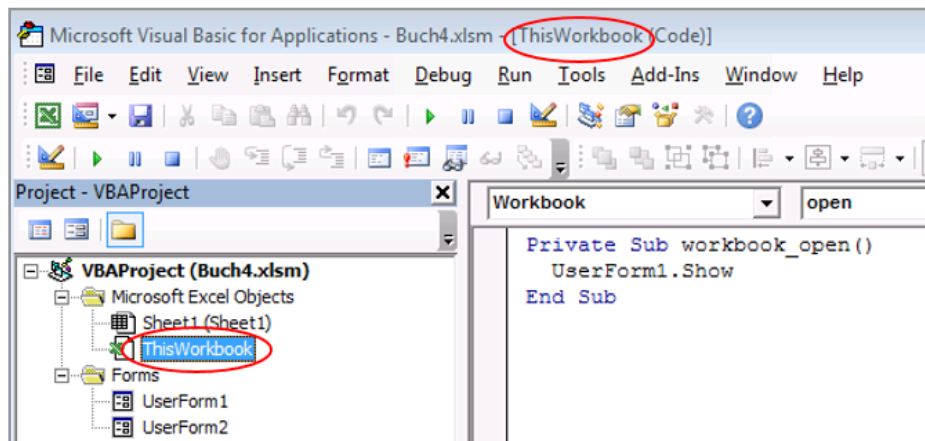 Microsoft Visual Basic for Applications - Buch4.xlsm - [ThisWorkbook (Code)]
File Edit View Insert Format Debug Run Tools Add-Ins Window Help
Project - VBAProject
Workbook
open
VBAProject (Buch4.xlsm)
Microsoft Excel Objects
Sheet1 (Sheet1)
ThisWorkbook
Forms
UserForm1
UserForm2
Private Sub workbook_open()
UserForm1.Show
End Sub